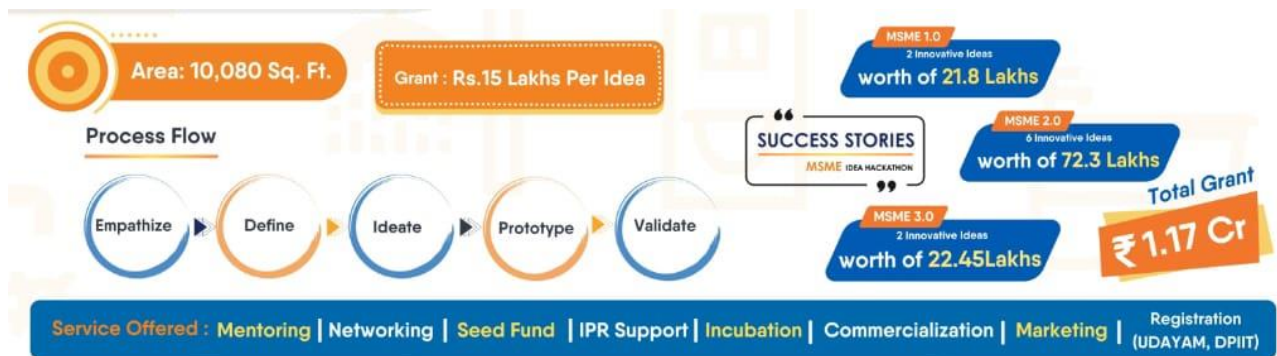 Area: 10,080 Sq. Ft.
Grant : Rs.15 Lakhs Per Idea
Process Flow
Empathize
Define
Ideate
Prototype
Validate
“
SUCCESS STORIES
MSME IDEA HACKATHON
”
MSME 1.0
2 Innovative Ideas
worth of 21.8 Lakhs
MSME 2.0
6 Innovative Ideas
worth of 72.3 Lakhs
MSME 3.0
2 Innovative Ideas
worth of 22.45Lakhs
Total Grant
₹ 1.17 Cr
Service Offered : Mentoring | Networking | Seed Fund | IPR Support | Incubation | Commercialization | Marketing | Registration
(UDAYAM, DPIIT)